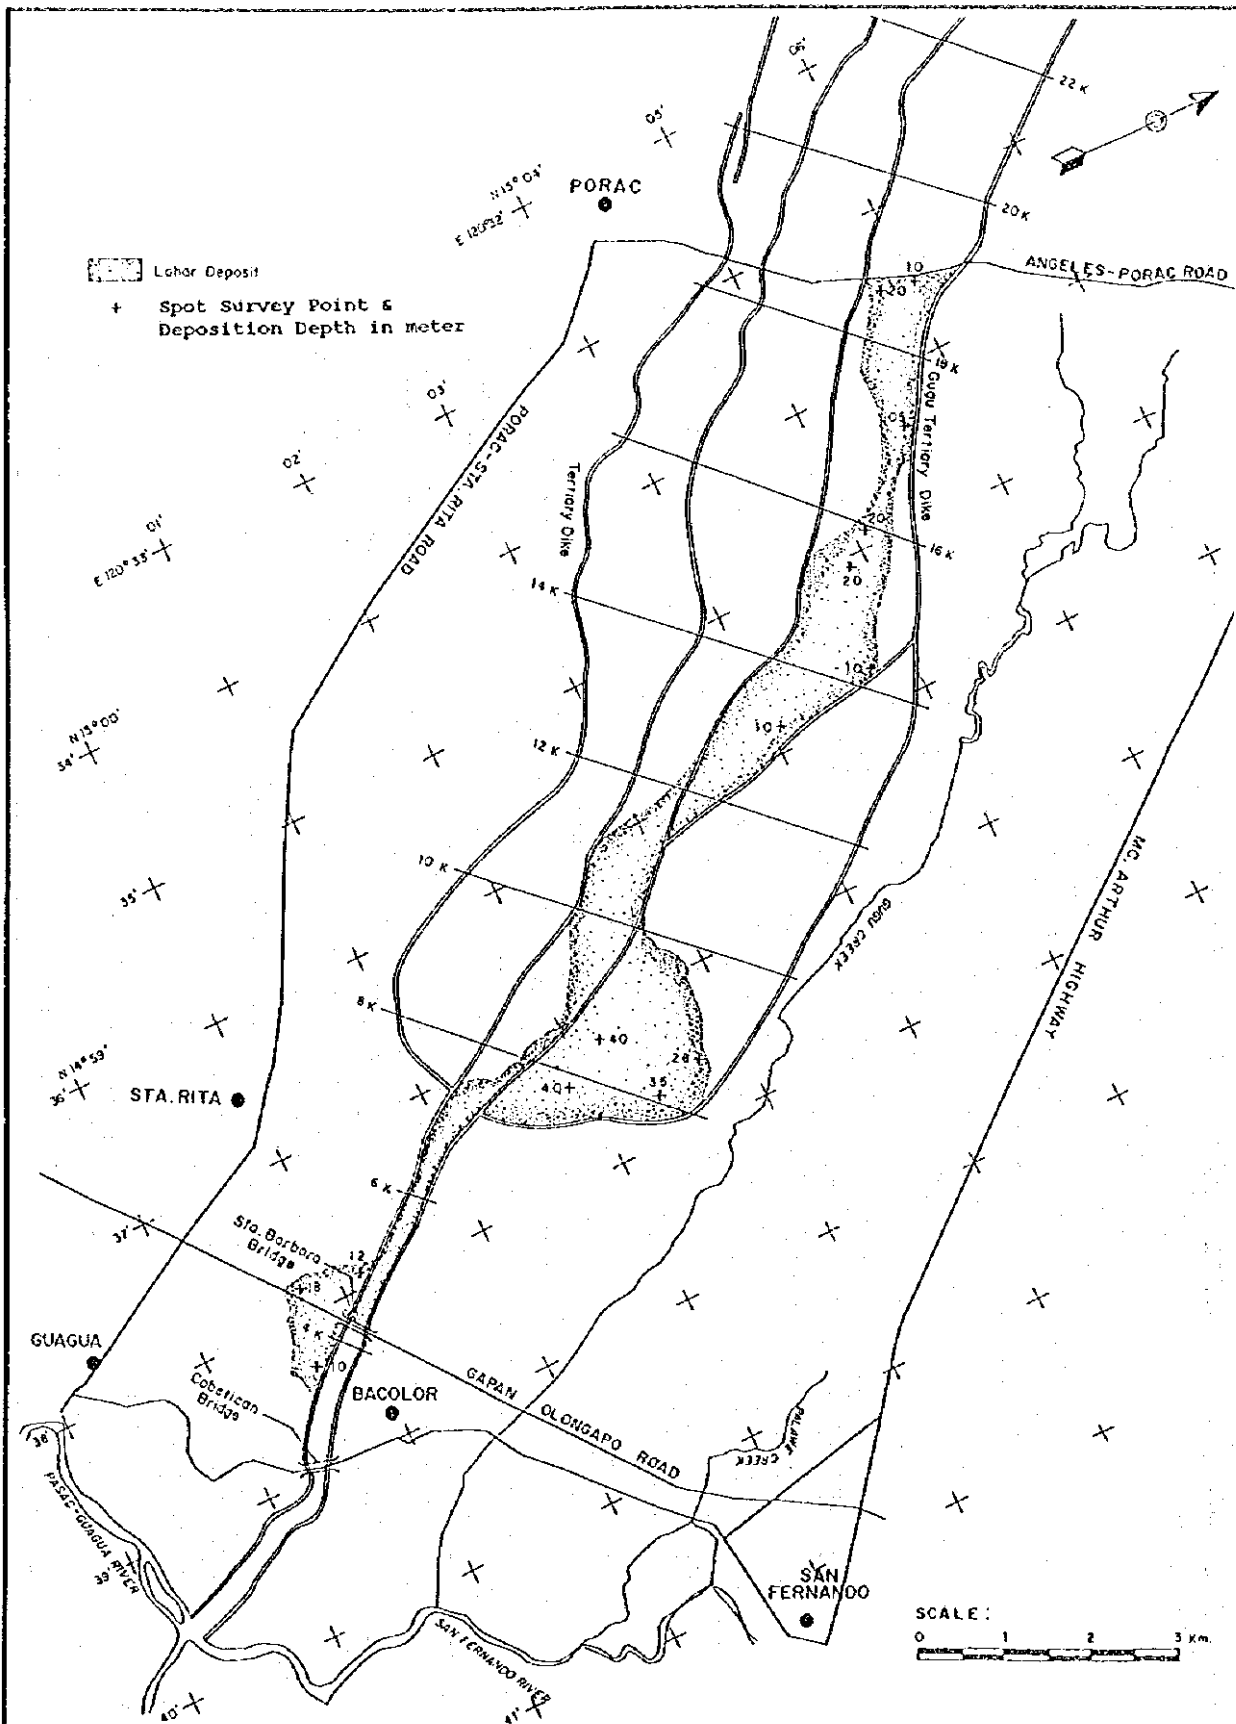 05'
22 K
05'
N 15° 04'
E 120°32'
PORAC
20 K
Lahar Deposit
+ Spot Survey Point &
Deposition Depth in meter
ANGELES-PORAC ROAD
10
+20
18 K
03'
05
02'
PORAC-STA. RITA ROAD
Tertiary Dike
Gugu Tertiary Dike
01'
E 120° 33'
20
16 K
20
14 K
10
N 15° 00'
34'
10
12 K
10 K
35'
MC. ARTHUR HIGHWAY
GUGU CREEK
8 K
+40
28
N 14° 59'
36'
STA. RITA
40+
35
6 K
37'
Sta. Barbara
Bridge
12
+18
4 K
GUAGUA
+10
Cabetican
Bridge
BACOLOR
GAPAN OLONGAPO ROAD
PALAWE
CREEK
38'
PASAC-GUAGUA RIVER
39'
SAN
FERNANDO
SAN FERNANDO RIVER
SCALE :
0 1 2 3 Km.
40'
41'